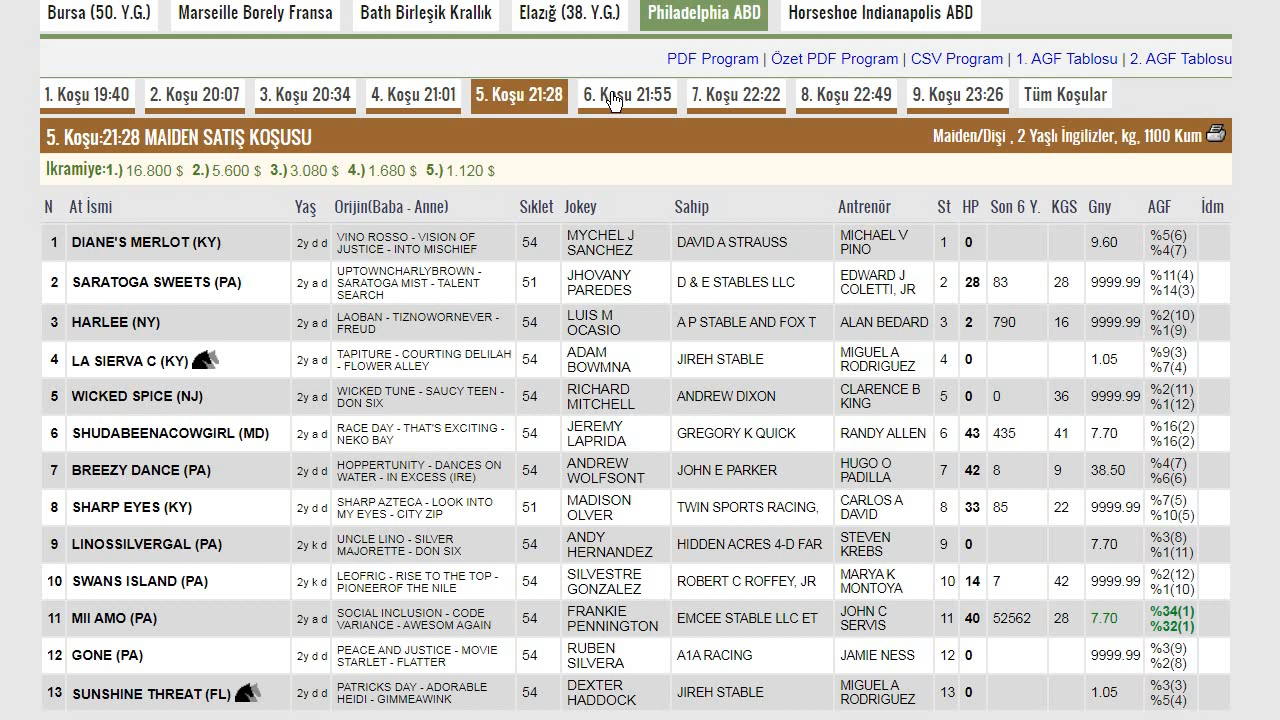 Bursa (50. Y.G.) Marseille Borely Fransa Bath Birleşik Krallık Elazığ (38. Y.G.) Philadelphia ABD Horseshoe Indianapolis ABD
PDF Program | Özet PDF Program | CSV Program | 1. AGF Tablosu | 2. AGF Tablosu
1. Koşu 19:40 2. Koşu 20:07 3. Koşu 20:34 4. Koşu 21:01 5. Koşu 21:28 6. Koşu 21:55 7. Koşu 22:22 8. Koşu 22:49 9. Koşu 23:26 Tüm Koşular
5. Koşu:21:28 MAIDEN SATIŞ KOŞUSU Maiden/Dişi , 2 Yaşlı İngilizler, kg, 1100 Kum
İkramiye:1.) 16.800 $ 2.) 5.600 $ 3.) 3.080 $ 4.) 1.680 $ 5.) 1.120 $
N At İsmi Yaş Orijin(Baba - Anne) Sıklet Jokey Sahip Antrenör St HP Son 6 Y. KGS Gny AGF İdm
1 DIANE'S MERLOT (KY) 2y d d VINO ROSSO - VISION OF JUSTICE - INTO MISCHIEF 54 MYCHEL J SANCHEZ DAVID A STRAUSS MICHAEL V PINO 1 0 9.60 %5(6) %4(7)
2 SARATOGA SWEETS (PA) 2y a d UPTOWNCHARLYBROWN - SARATOGA MIST - TALENT SEARCH 51 JHOVANY PAREDES D & E STABLES LLC EDWARD J COLETTI, JR 2 28 83 28 9999.99 %11(4) %14(3)
3 HARLEE (NY) 2y a d LAOBAN - TIZNOWORNEVER - FREUD 54 LUIS M OCASIO A P STABLE AND FOX T ALAN BEDARD 3 2 790 16 9999.99 %2(10) %1(9)
4 LA SIERVA C (KY) 2y a d TAPITURE - COURTING DELILAH - FLOWER ALLEY 54 ADAM BOWMNA JIREH STABLE MIGUEL A RODRIGUEZ 4 0 1.05 %9(3) %7(4)
5 WICKED SPICE (NJ) 2y a d WICKED TUNE - SAUCY TEEN - DON SIX 54 RICHARD MITCHELL ANDREW DIXON CLARENCE B KING 5 0 0 36 9999.99 %2(11) %1(12)
6 SHUDABEENACOWGIRL (MD) 2y a d RACE DAY - THAT'S EXCITING - NEKO BAY 54 JEREMY LAPRIDA GREGORY K QUICK RANDY ALLEN 6 43 435 41 7.70 %16(2) %16(2)
7 BREEZY DANCE (PA) 2y d d HOPPERTUNITY - DANCES ON WATER - IN EXCESS (IRE) 54 ANDREW WOLFSONT JOHN E PARKER HUGO O PADILLA 7 42 8 9 38.50 %4(7) %6(6)
8 SHARP EYES (KY) 2y d d SHARP AZTECA - LOOK INTO MY EYES - CITY ZIP 51 MADISON OLVER TWIN SPORTS RACING, CARLOS A DAVID 8 33 85 22 9999.99 %7(5) %10(5)
9 LINOSSILVERGAL (PA) 2y k d UNCLE LINO - SILVER MAJORETTE - DON SIX 54 ANDY HERNANDEZ HIDDEN ACRES 4-D FAR STEVEN KREBS 9 0 7.70 %3(8) %1(11)
10 SWANS ISLAND (PA) 2y k d LEOFRIC - RISE TO THE TOP - PIONEEROF THE NILE 54 SILVESTRE GONZALEZ ROBERT C ROFFEY, JR MARYA K MONTOYA 10 14 7 42 9999.99 %2(12) %1(10)
11 MII AMO (PA) 2y a d SOCIAL INCLUSION - CODE VARIANCE - AWESOM AGAIN 54 FRANKIE PENNINGTON EMCEE STABLE LLC ET JOHN C SERVIS 11 40 52562 28 7.70 %34(1) %32(1)
12 GONE (PA) 2y d d PEACE AND JUSTICE - MOVIE STARLET - FLATTER 54 RUBEN SILVERA A1A RACING JAMIE NESS 12 0 9999.99 %3(9) %2(8)
13 SUNSHINE THREAT (FL) 2y d d PATRICKS DAY - ADORABLE HEIDI - GIMMEAWINK 54 DEXTER HADDOCK JIREH STABLE MIGUEL A RODRIGUEZ 13 0 1.05 %3(3) %5(4)